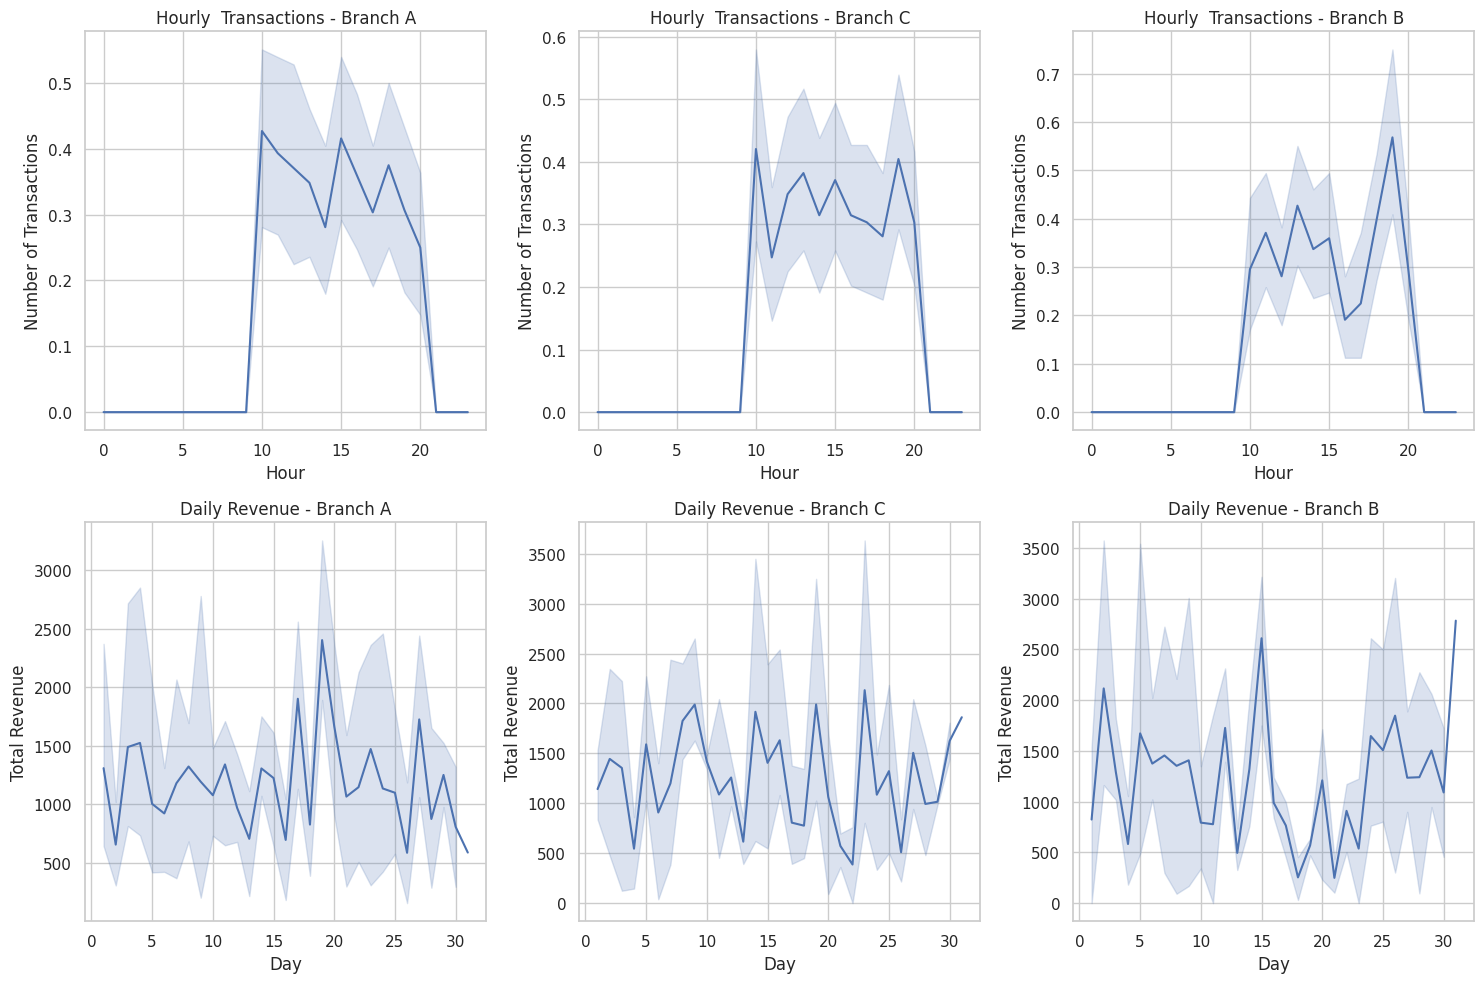 Hourly  Transactions - Branch A
Number of Transactions
0.5
0.4
0.3
0.2
0.1
0.0
0 5 10 15 20
Hour
Hourly  Transactions - Branch C
Number of Transactions
0.6
0.5
0.4
0.3
0.2
0.1
0.0
0 5 10 15 20
Hour
Hourly  Transactions - Branch B
Number of Transactions
0.7
0.6
0.5
0.4
0.3
0.2
0.1
0.0
0 5 10 15 20
Hour
Daily Revenue - Branch A
Total Revenue
3000
2500
2000
1500
1000
500
0 5 10 15 20 25 30
Day
Daily Revenue - Branch C
Total Revenue
3500
3000
2500
2000
1500
1000
500
0
0 5 10 15 20 25 30
Day
Daily Revenue - Branch B
Total Revenue
3500
3000
2500
2000
1500
1000
500
0
0 5 10 15 20 25 30
Day